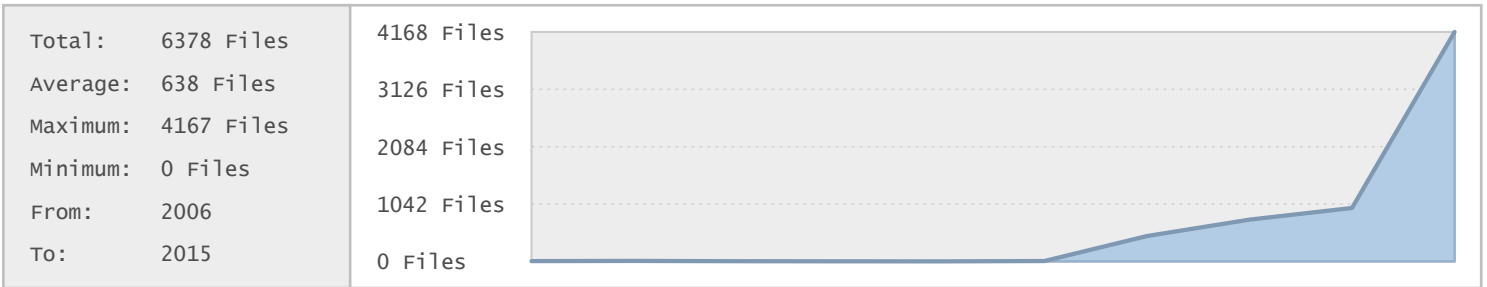 Total: 6378 Files
Average: 638 Files
Maximum: 4167 Files
Minimum: 0 Files
From: 2006
To: 2015
4168 Files
3126 Files
2084 Files
1042 Files
0 Files